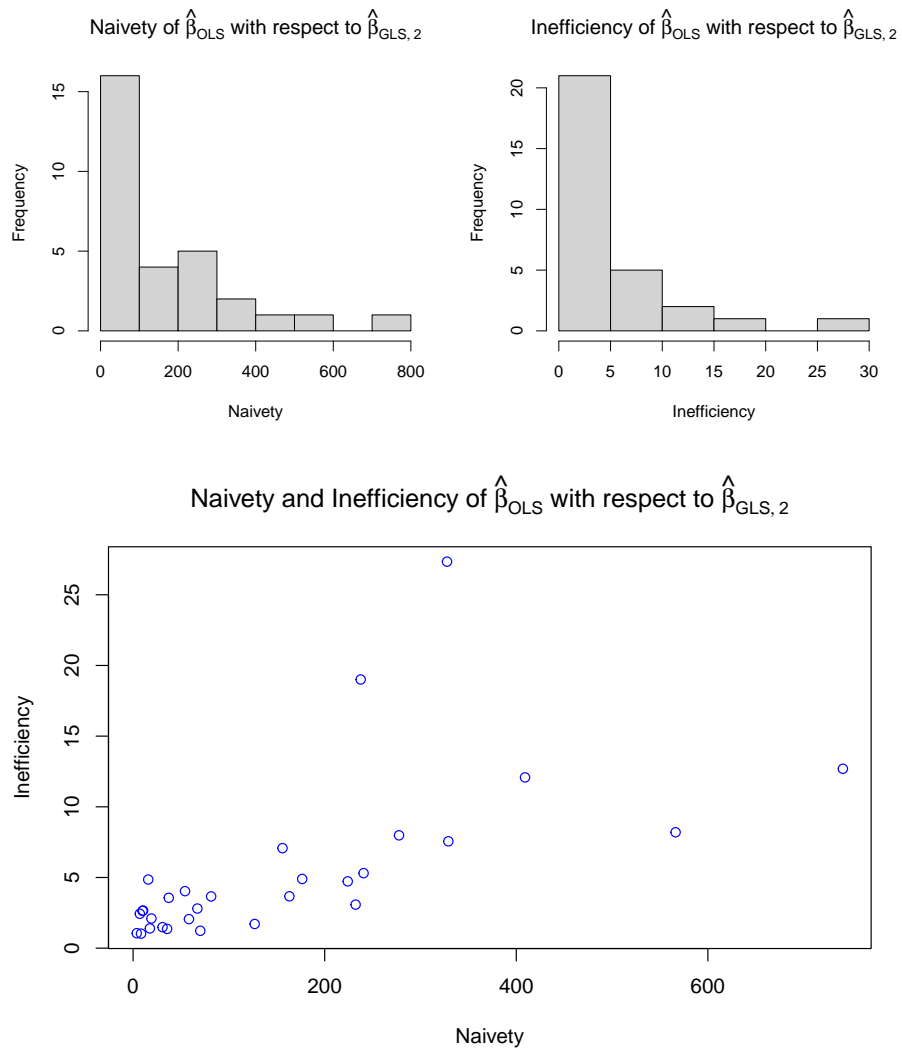 Naivety of β̂OLS with respect to β̂GLS, 2
Frequency
15
10
5
0
0 200 400 600 800
Naivety
Inefficiency of β̂OLS with respect to β̂GLS, 2
Frequency
20
15
10
5
0
0 5 10 15 20 25 30
Inefficiency
Naivety and Inefficiency of β̂OLS with respect to β̂GLS, 2
Inefficiency
25
20
15
10
5
0
0 200 400 600
Naivety